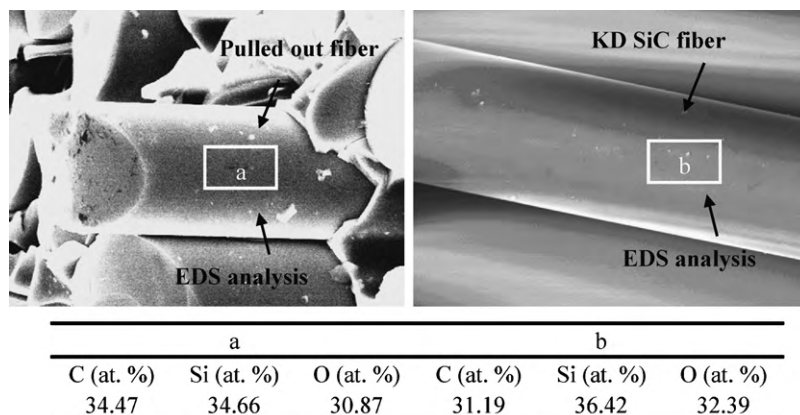 Pulled out fiber
a
EDS analysis
KD SiC fiber
b
EDS analysis
a b
C (at. %) Si (at. %) O (at. %) C (at. %) Si (at. %) O (at. %)
34.47 34.66 30.87 31.19 36.42 32.39